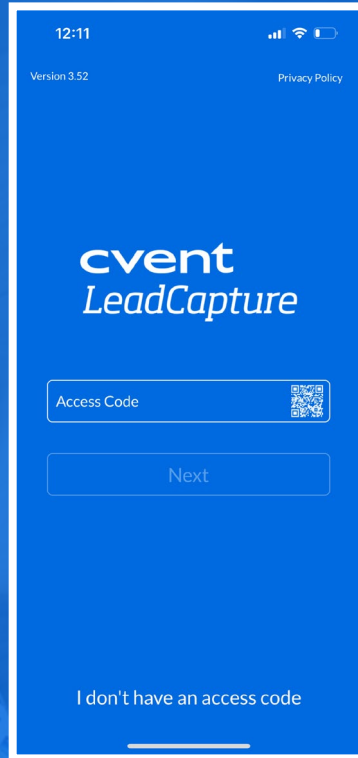 12:11
Version 3.52
Privacy Policy
cvent
LeadCapture
Access Code
Next
I don't have an access code